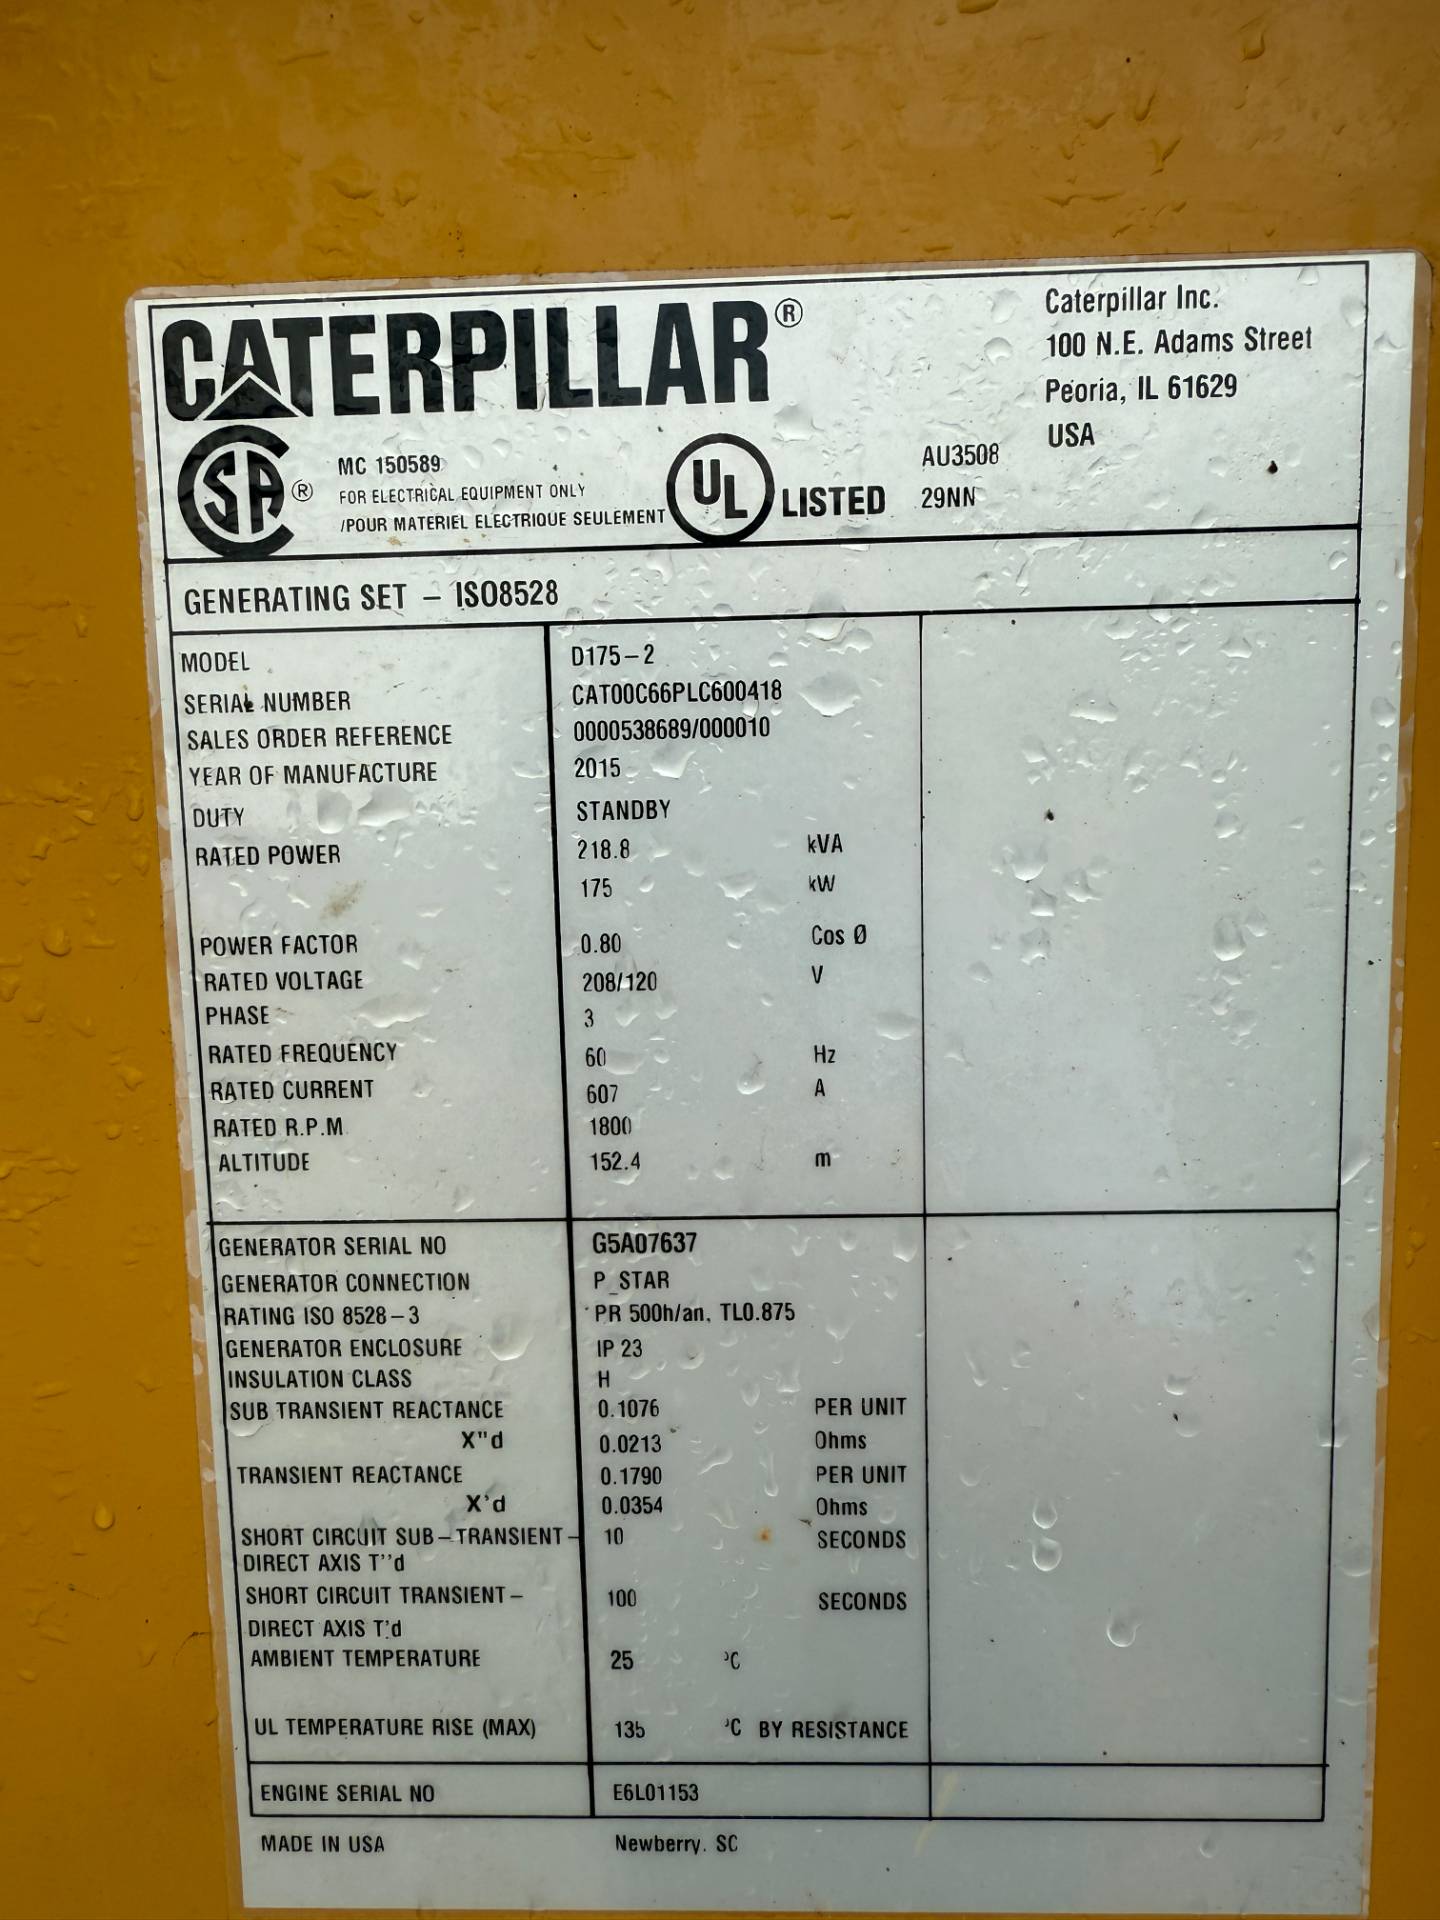 CATERPILLAR®
Caterpillar Inc.
100 N.E. Adams Street
Peoria, IL 61629
USA
CSA ®
MC 150589
FOR ELECTRICAL EQUIPMENT ONLY
/POUR MATERIEL ELECTRIQUE SEULEMENT
UL LISTED
AU3508
29NN
GENERATING SET – ISO8528
MODEL D175–2
SERIAL NUMBER CAT00C66PLC600418
SALES ORDER REFERENCE 0000538689/000010
YEAR OF MANUFACTURE 2015
DUTY STANDBY
RATED POWER 218.8 kVA
175 kW
POWER FACTOR 0.80 Cos Ø
RATED VOLTAGE 208/120 V
PHASE 3
RATED FREQUENCY 60 Hz
RATED CURRENT 607 A
RATED R.P.M 1800
ALTITUDE 152.4 m
GENERATOR SERIAL NO G5A07637
GENERATOR CONNECTION P_STAR
RATING ISO 8528–3 PR 500h/an, TL0.875
GENERATOR ENCLOSURE IP 23
INSULATION CLASS H
SUB TRANSIENT REACTANCE 0.1076 PER UNIT
X"d 0.0213 Ohms
TRANSIENT REACTANCE 0.1790 PER UNIT
X'd 0.0354 Ohms
SHORT CIRCUIT SUB–TRANSIENT– 10 SECONDS
DIRECT AXIS T''d
SHORT CIRCUIT TRANSIENT– 100 SECONDS
DIRECT AXIS T'd
AMBIENT TEMPERATURE 25 °C
UL TEMPERATURE RISE (MAX) 135 °C BY RESISTANCE
ENGINE SERIAL NO E6L01153
MADE IN USA Newberry, SC